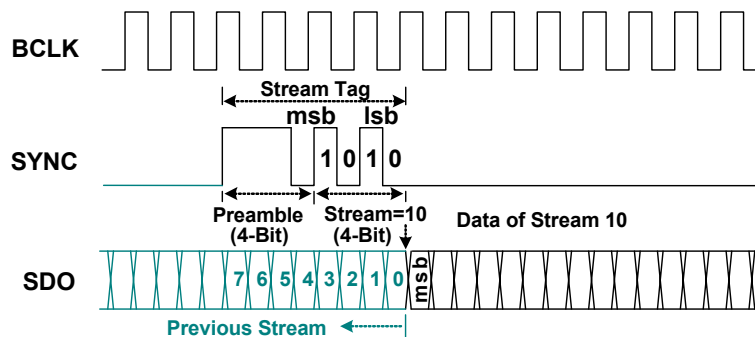 BCLK
Stream Tag
msb lsb
SYNC
1 0 1 0
Preamble
(4-Bit)
Stream=10
(4-Bit)
Data of Stream 10
SDO
7 6 5 4 3 2 1 0
msb
Previous Stream